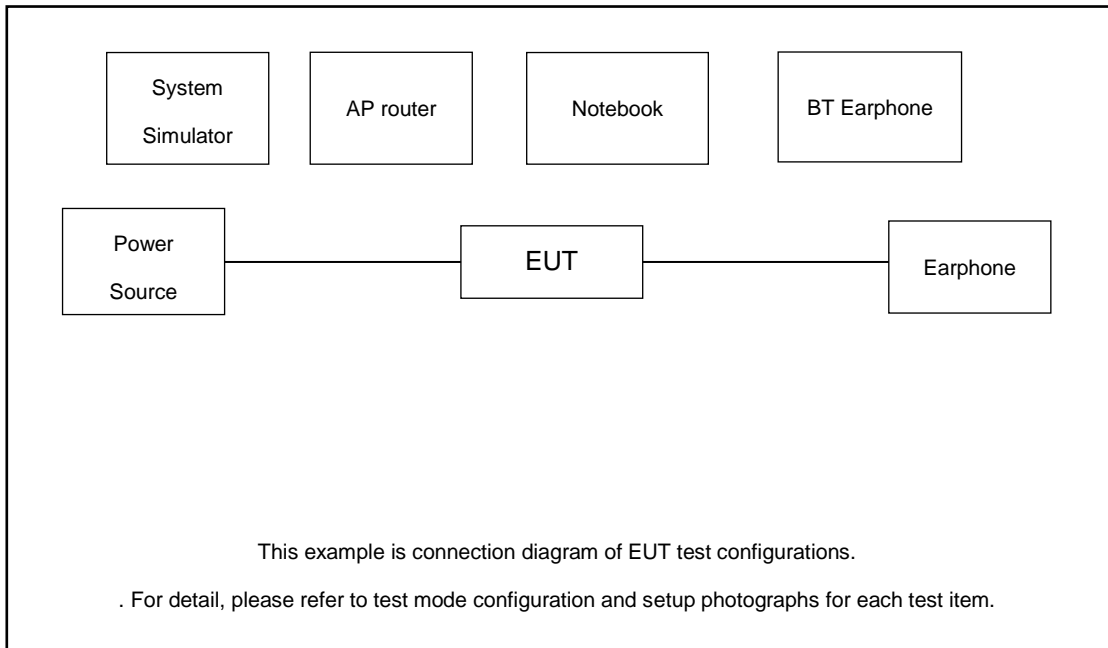 System
Simulator
AP router
Notebook
BT Earphone
Power
Source
EUT
Earphone
This example is connection diagram of EUT test configurations.
. For detail, please refer to test mode configuration and setup photographs for each test item.